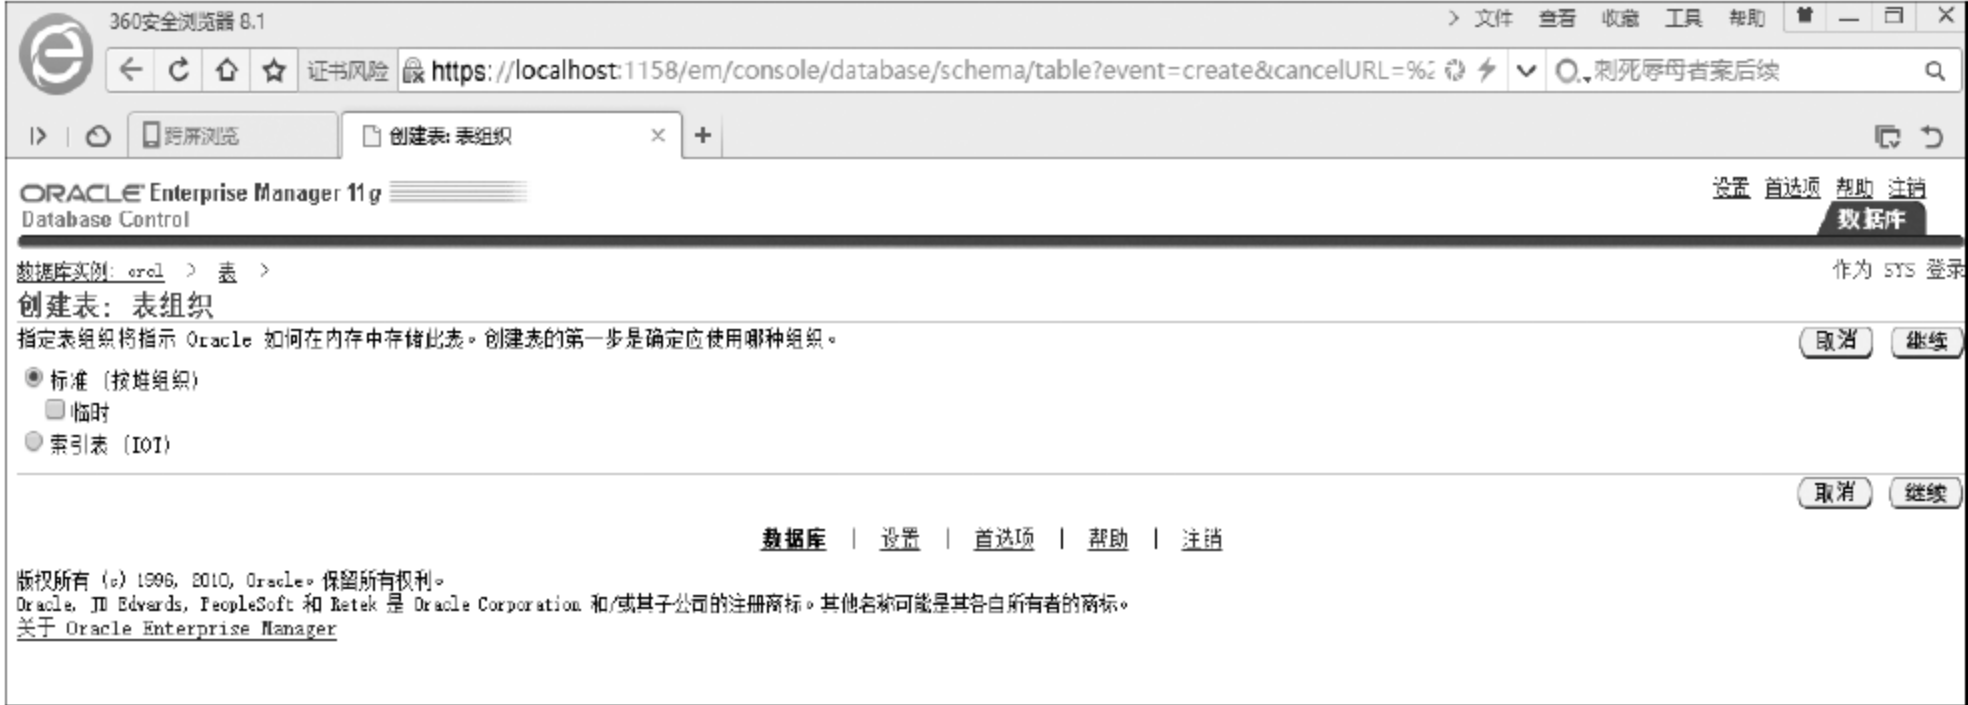 360安全浏览器 8.1
文件 查看 收藏 工具 帮助
证书风险 https://localhost:1158/em/console/database/schema/table?event=create&cancelURL=%2 刺死辱母者案后续
跨屏浏览 创建表: 表组织
ORACLE Enterprise Manager 11g
Database Control
设置 首选项 帮助 注销
数据库
数据库实例: orcl > 表 >
作为 SYS 登录
创建表: 表组织
指定表组织将指示 Oracle 如何在内存中存储此表。创建表的第一步是确定应使用哪种组织。
取消 继续
标准 (按堆组织)
临时
索引表 (IOT)
取消 继续
数据库 | 设置 | 首选项 | 帮助 | 注销
版权所有 (c) 1996, 2010, Oracle。保留所有权利。
Oracle, JD Edwards, PeopleSoft 和 Retek 是 Oracle Corporation 和/或其子公司的注册商标。其他名称可能是其各自所有者的商标。
关于 Oracle Enterprise Manager